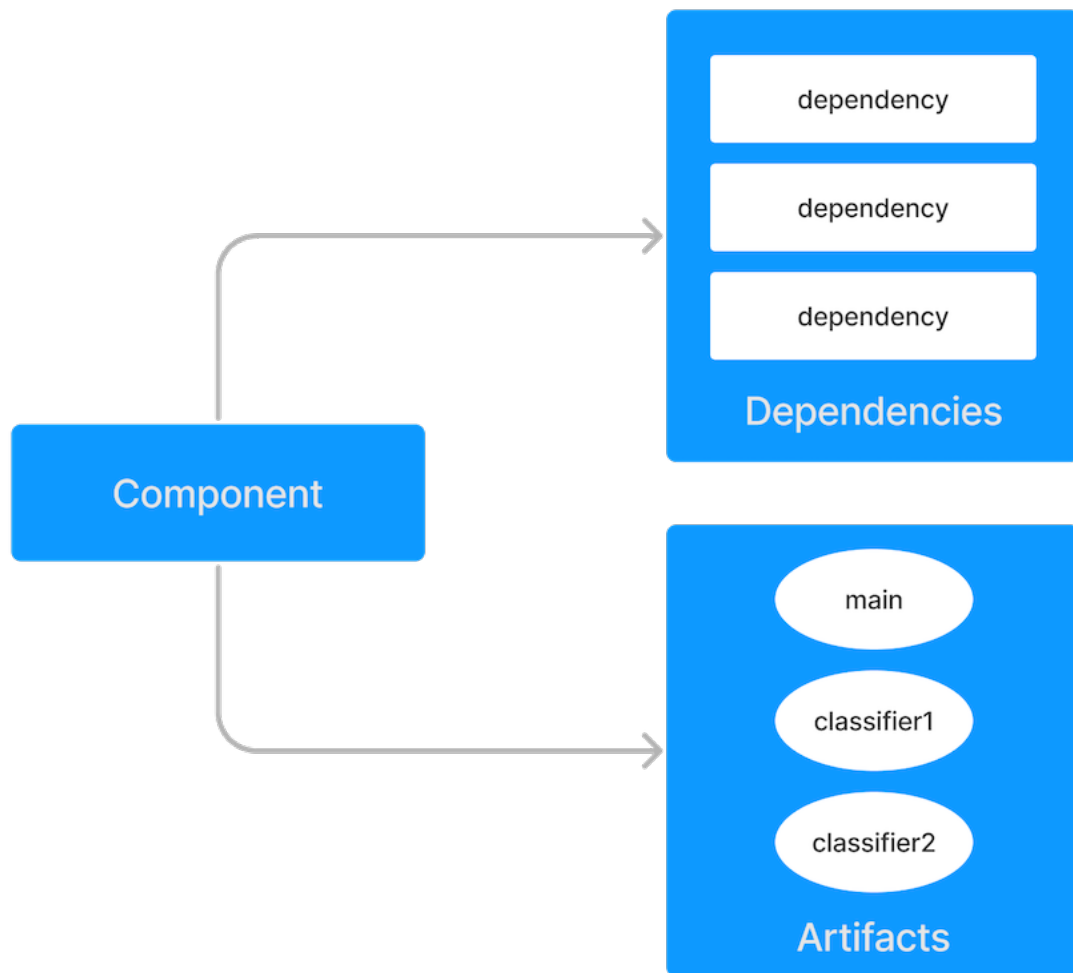 dependency
dependency
dependency
Dependencies
Component
main
classifier1
classifier2
Artifacts